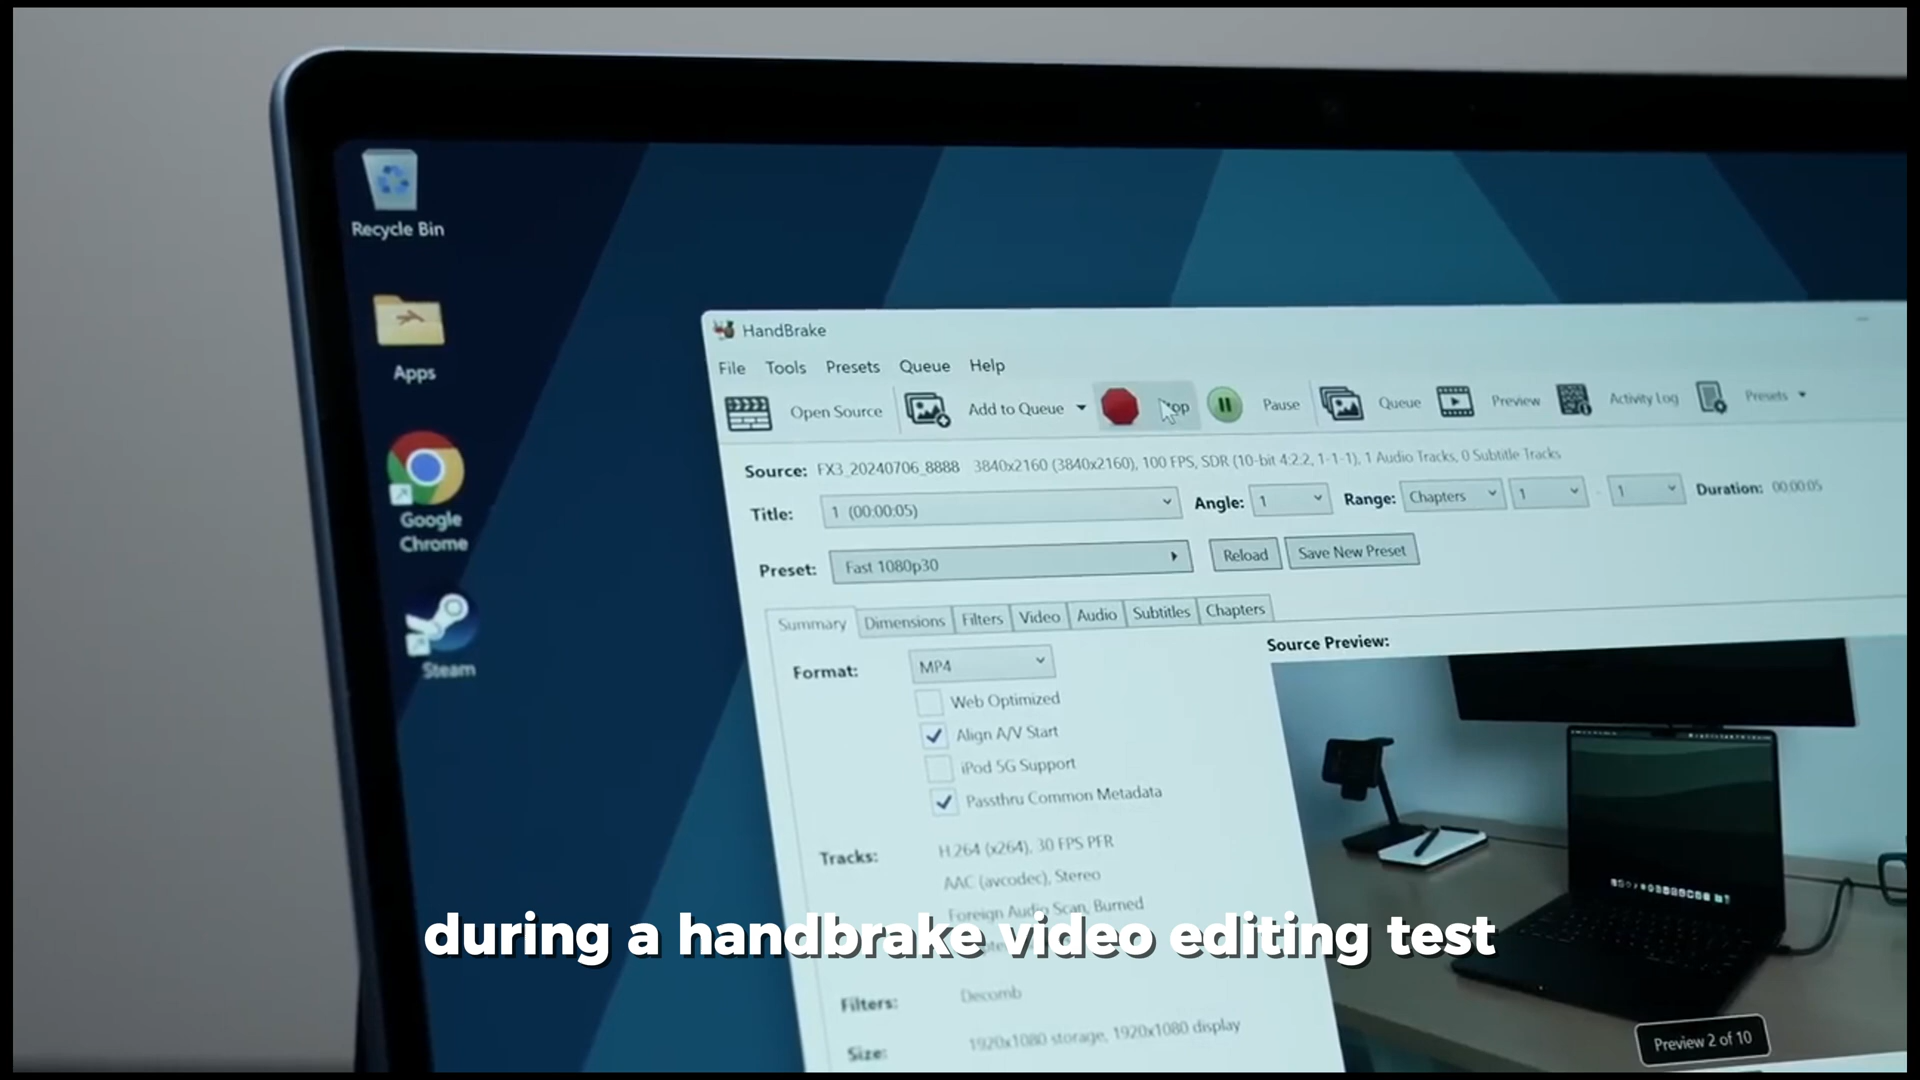 Recycle Bin
Apps
Google
Chrome
Steam
HandBrake
File Tools Presets Queue Help
Open Source Add to Queue Pause Queue Preview Activity Log Presets
Source: FX3_20240706_8888 3840x2160 (3840x2160), 100 FPS, SDR (10-bit 4:2:2, 1-1-1), 1 Audio Tracks, 0 Subtitle Tracks
Title: 1 (00:00:05) Angle: 1 Range: Chapters 1 - 1 Duration: 00:00:05
Preset: Fast 1080p30 Reload Save New Preset
Summary Dimensions Filters Video Audio Subtitles Chapters
Source Preview:
Format: MP4
Web Optimized
Align A/V Start
iPod 5G Support
Passthru Common Metadata
Tracks: H.264 (x264), 30 FPS PFR
AAC (avcodec), Stereo
Foreign Audio Scan, Burned
during a handbrake video editing test
Filters: Decomb
Size: 1920x1080 storage, 1920x1080 display
Preview 2 of 10